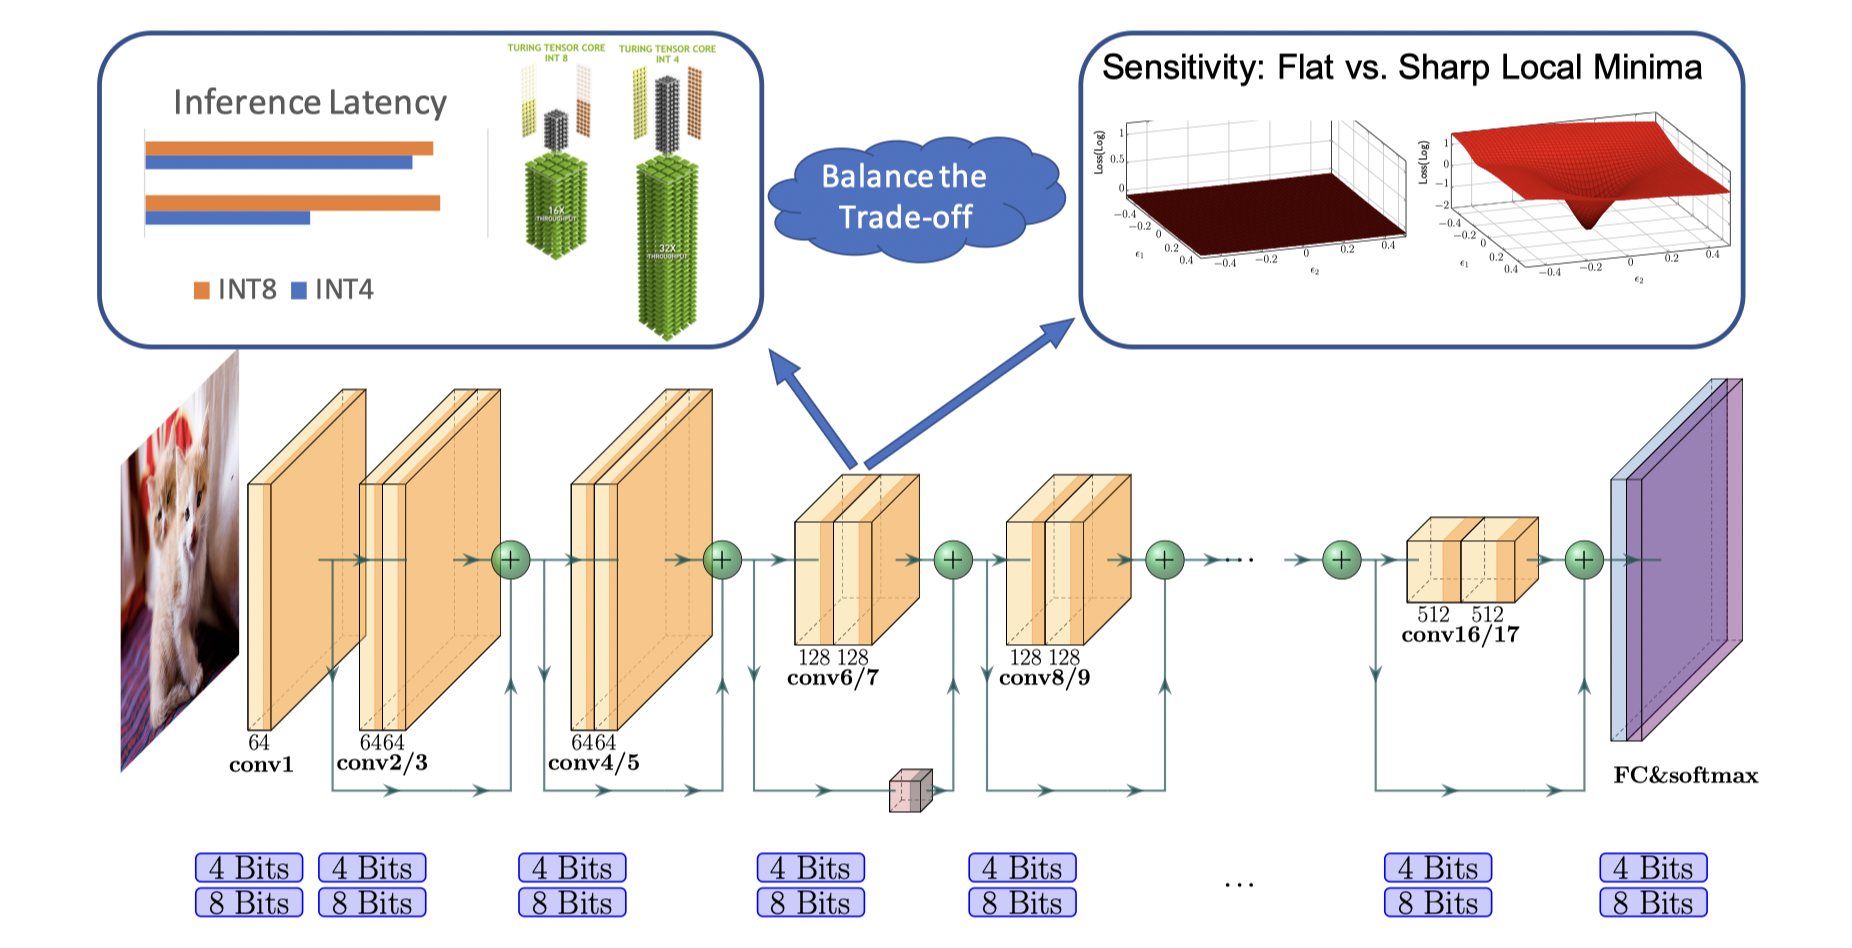 Inference Latency
INT8 INT4
TURING TENSOR CORE
INT 8
16X
THROUGHPUT
TURING TENSOR CORE
INT 4
32X
THROUGHPUT
Balance the
Trade-off
Sensitivity: Flat vs. Sharp Local Minima
Loss(Log)
1
0.5
0
−0.4
−0.2
0
0.2
0.4
ϵ1
−0.4
−0.2
0
0.2
0.4
ϵ2
Loss(Log)
1
0
−1
−2
−0.4
−0.2
0
0.2
0.4
ϵ1
−0.4
−0.2
0
0.2
0.4
ϵ2
64
conv1
6464
conv2/3
6464
conv4/5
128 128
conv6/7
128 128
conv8/9
...
512 512
conv16/17
FC&softmax
4 Bits 4 Bits 4 Bits 4 Bits 4 Bits 4 Bits 4 Bits
...
8 Bits 8 Bits 8 Bits 8 Bits 8 Bits 8 Bits 8 Bits